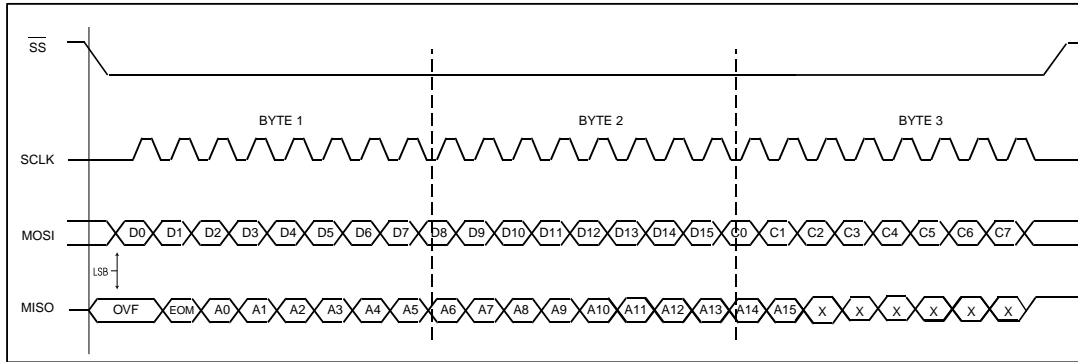 SS
BYTE 1 BYTE 2 BYTE 3
SCLK
MOSI D0 D1 D2 D3 D4 D5 D6 D7 D8 D9 D10 D11 D12 D13 D14 D15 C0 C1 C2 C3 C4 C5 C6 C7
LSB
MISO OVF EOM A0 A1 A2 A3 A4 A5 A6 A7 A8 A9 A10 A11 A12 A13 A14 A15 X X X X X X